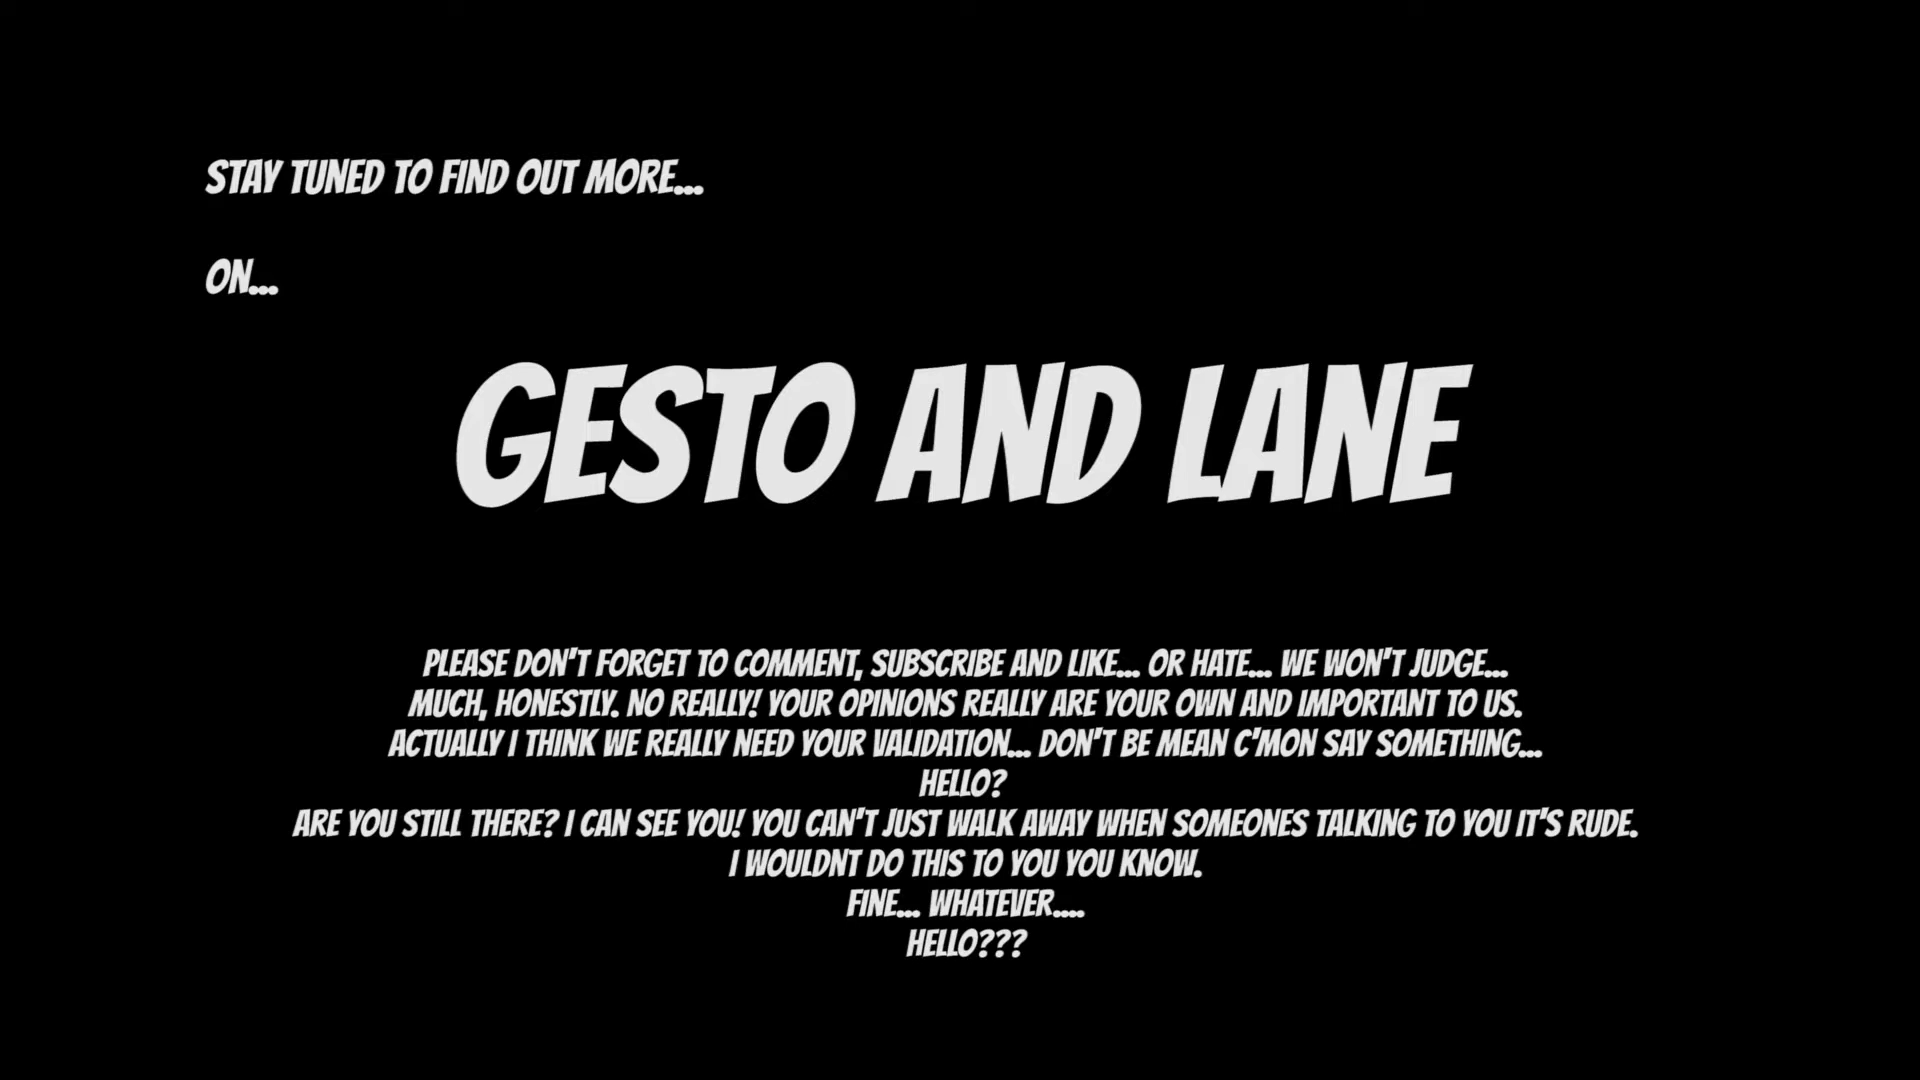 STAY TUNED TO FIND OUT MORE...
ON...
GESTO AND LANE
PLEASE DON'T FORGET TO COMMENT, SUBSCRIBE AND LIKE... OR HATE... WE WON'T JUDGE...
MUCH, HONESTLY. NO REALLY! YOUR OPINIONS REALLY ARE YOUR OWN AND IMPORTANT TO US.
ACTUALLY I THINK WE REALLY NEED YOUR VALIDATION... DON'T BE MEAN C'MON SAY SOMETHING...
HELLO?
ARE YOU STILL THERE? I CAN SEE YOU! YOU CAN'T JUST WALK AWAY WHEN SOMEONES TALKING TO YOU IT'S RUDE.
I WOULDNT DO THIS TO YOU YOU KNOW.
FINE... WHATEVER....
HELLO???